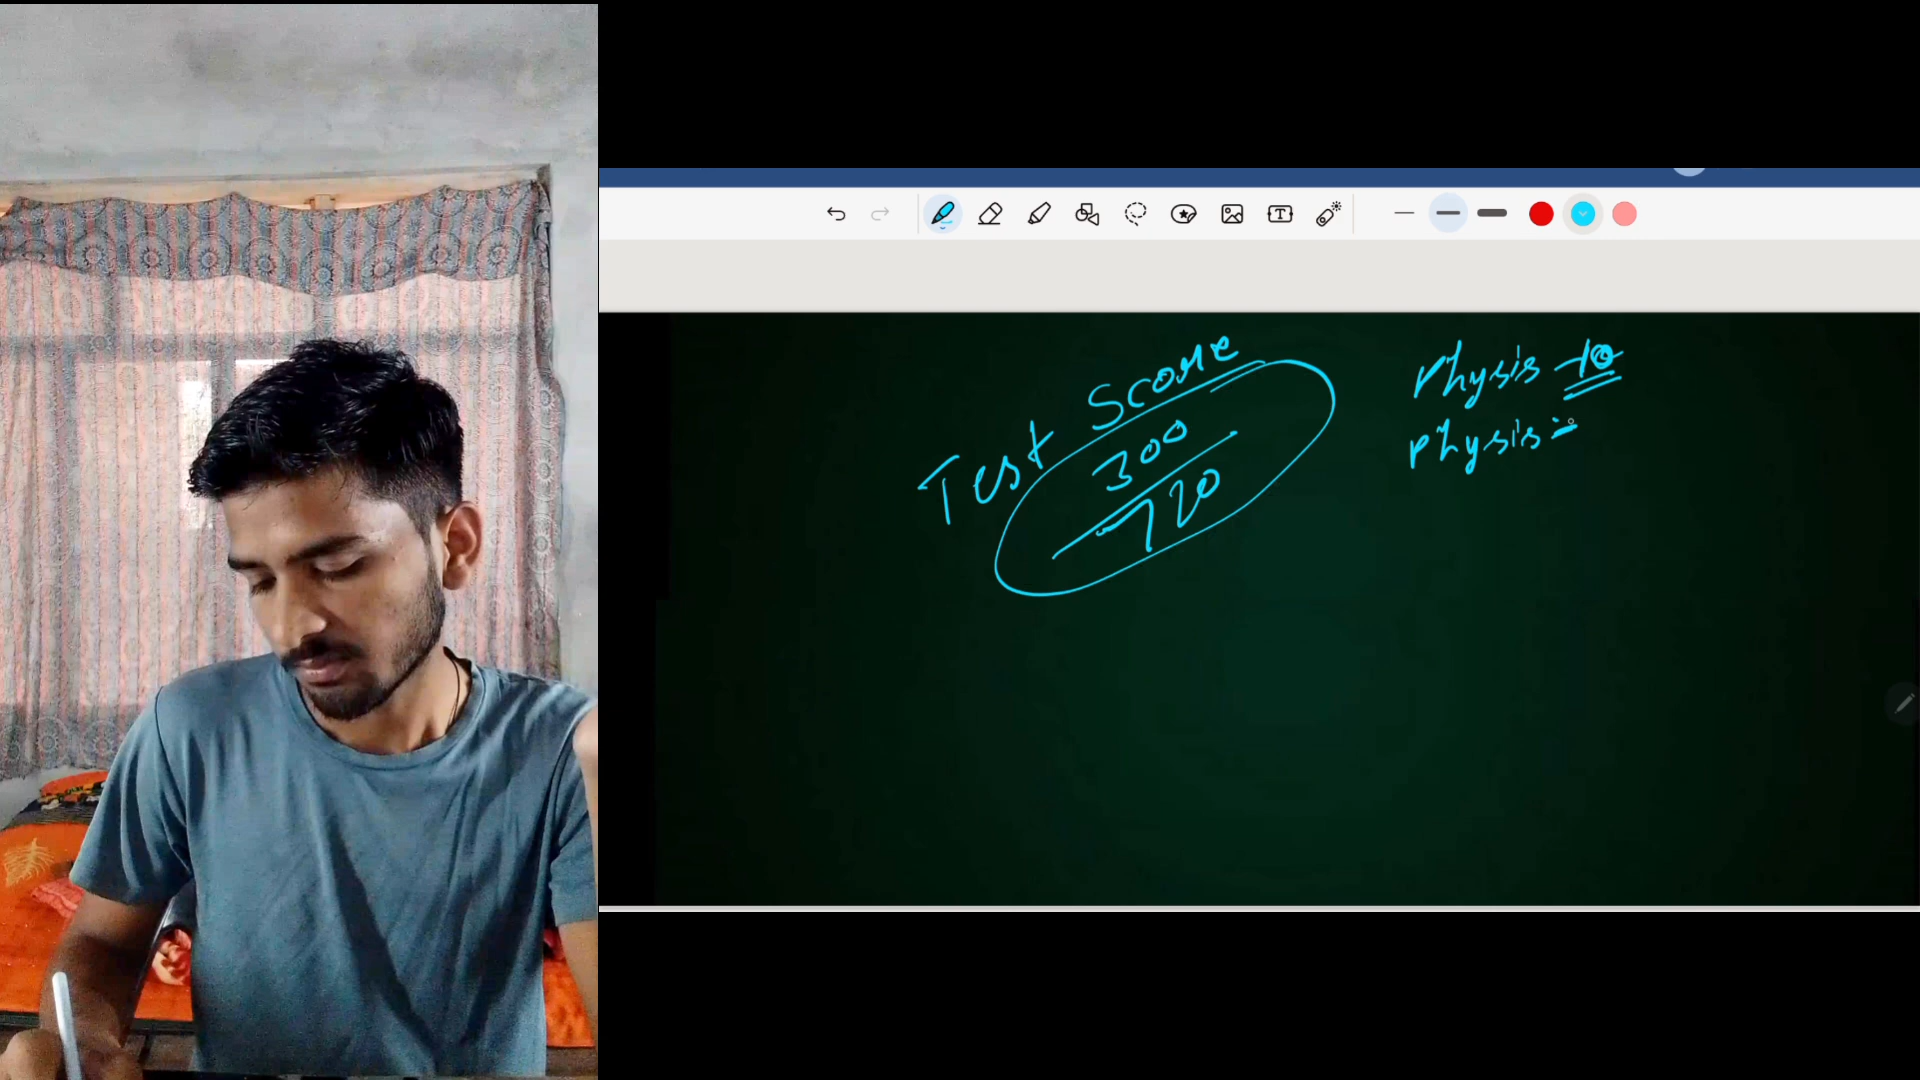 Test Score
300
720
Physis - 10
Physis =
T